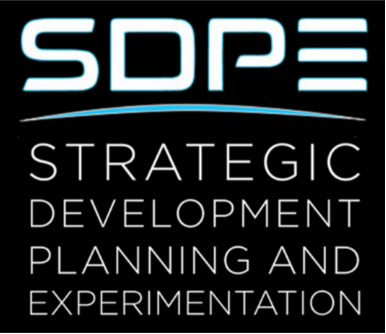 SDPE
STRATEGIC
DEVELOPMENT
PLANNING AND
EXPERIMENTATION